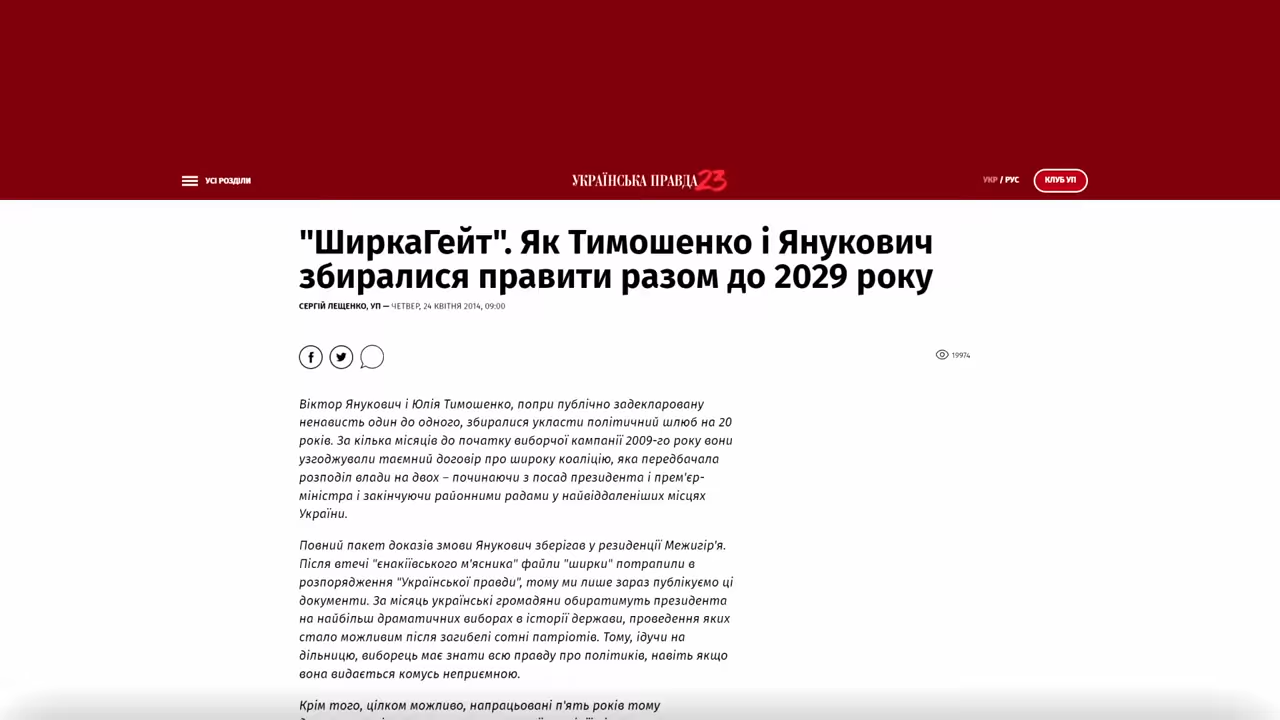 УСІ РОЗДІЛИ
УКРАЇНСЬКА ПРАВДА 23
УКР / РУС
КЛУБ УП
"ШиркаГейт". Як Тимошенко і Янукович
збиралися правити разом до 2029 року
СЕРГІЙ ЛЕЩЕНКО, УП — ЧЕТВЕР, 24 КВІТНЯ 2014, 09:00
19974
Віктор Янукович і Юлія Тимошенко, попри публічно задекларовану
ненависть один до одного, збиралися укласти політичний шлюб на 20
років. За кілька місяців до початку виборчої кампанії 2009-го року вони
узгоджували таємний договір про широку коаліцію, яка передбачала
розподіл влади на двох – починаючи з посад президента і прем'єр-
міністра і закінчуючи районними радами у найвіддаленіших місцях
України.
Повний пакет доказів змови Янукович зберігав у резиденції Межигір'я.
Після втечі "єнакіївського м'ясника" файли "ширки" потрапили в
розпорядження "Української правди", тому ми лише зараз публікуємо ці
документи. За місяць українські громадяни обиратимуть президента
на найбільш драматичних виборах в історії держави, проведення яких
стало можливим після загибелі сотні патріотів. Тому, ідучи на
дільницю, виборець має знати всю правду про політиків, навіть якщо
вона видається комусь неприємною.
Крім того, цілком можливо, напрацьовані п'ять років тому